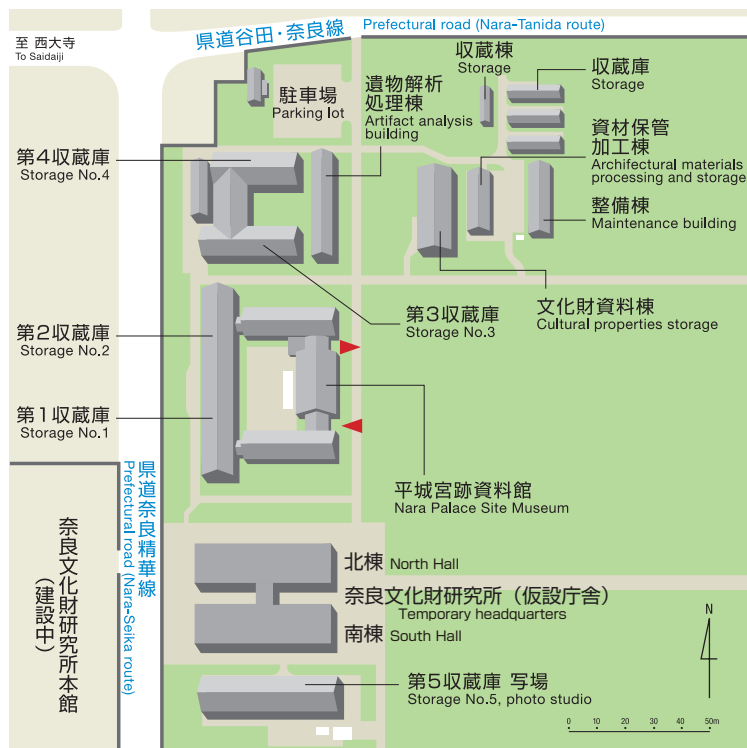 県道谷田・奈良線
Prefectural road (Nara-Tanida route)
至 西大寺
To Saidaiji
駐車場
Parking lot
遺物解析
処理棟
Artifact analysis
building
収蔵棟
Storage
収蔵庫
Storage
資材保管
加工棟
Architectural materials
processing and storage
整備棟
Maintenance building
第4収蔵庫
Storage No.4
第3収蔵庫
Storage No.3
文化財資料棟
Cultural properties storage
第2収蔵庫
Storage No.2
第1収蔵庫
Storage No.1
平城宮跡資料館
Nara Palace Site Museum
県道奈良精華線
Prefectural road (Nara-Seika route)
奈良文化財研究所本館
（建設中）
北棟 North Hall
奈良文化財研究所（仮設庁舎）
Temporary headquarters
南棟 South Hall
第5収蔵庫 写場
Storage No.5, photo studio
N
0 10 20 30 40 50m